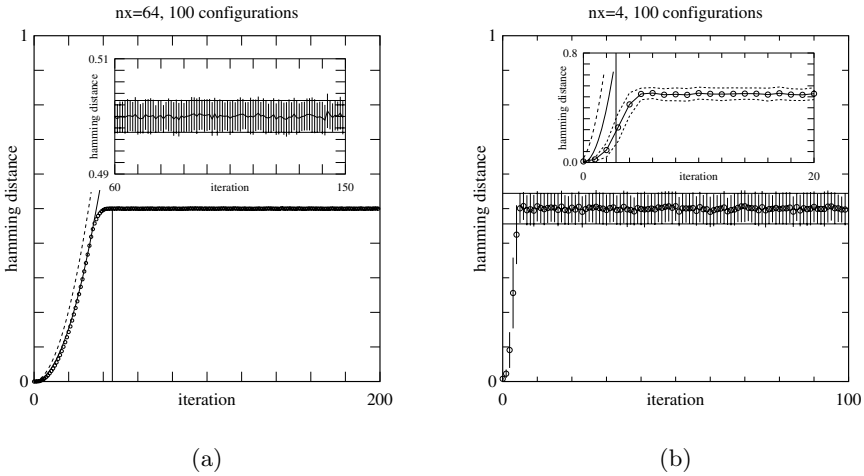 nx=64, 100 configurations
1
hamming distance
0
0
iteration
200
0.51
hamming distance
0.49
60
iteration
150
(a)
nx=4, 100 configurations
1
hamming distance
0
0
iteration
100
0.8
hamming distance
0.0
0
iteration
20
(b)